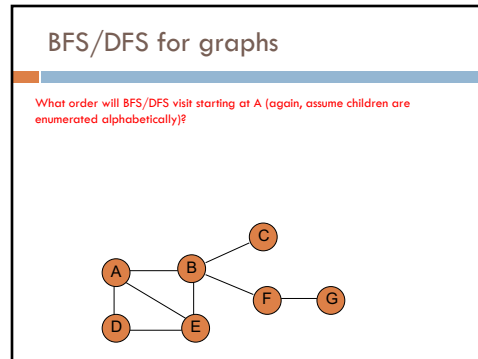 BFS/DFS for graphs
What order will BFS/DFS visit starting at A (again, assume children are
enumerated alphabetically)?
C
A
B
F
G
D
E